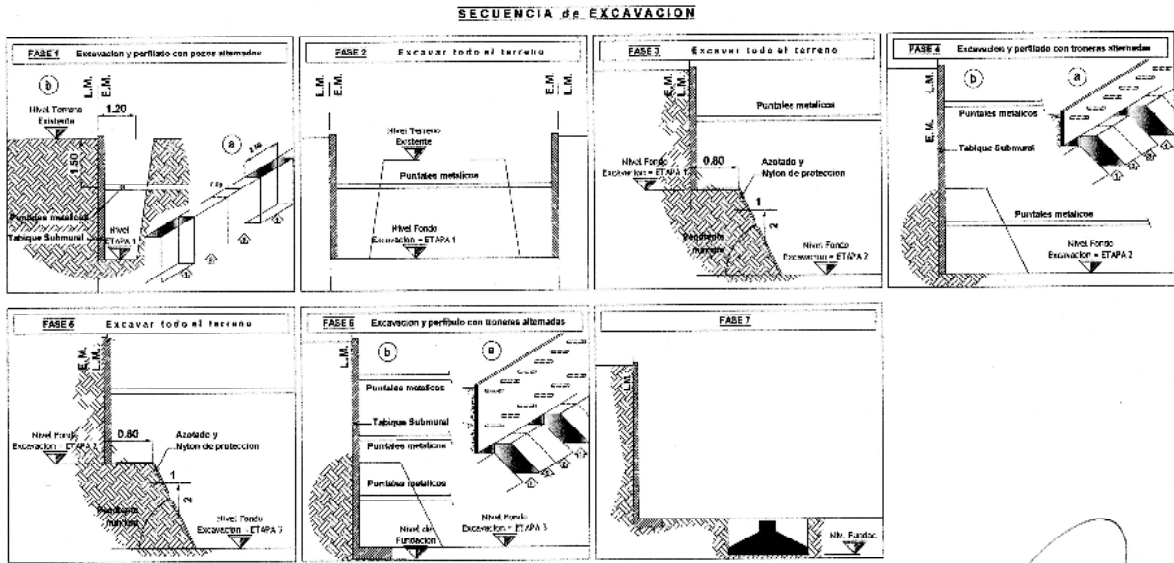 SECUENCIA de EXCAVACION
FASE 1 Excavacion y perfilado con pozos alternados
b
L.M.
E.M.
1.20
Nivel Terreno
Existente
1.50
a
Puntales metalicos
Tabique Submural
Nivel
ETAPA 1
FASE 2 Excavar todo el terreno
L.M.
E.M.
E.M.
L.M.
Nivel Terreno
Existente
Puntales metalicos
Nivel Fondo
Excavacion = ETAPA 1
FASE 3 Excavar todo el terreno
E.M.
L.M.
Puntales metalicos
Nivel Fondo
Excavacion = ETAPA 1
0.80
Azotado y
Nylon de proteccion
1
2
Pendiente
Nivel Fondo
Excavacion = ETAPA 2
FASE 4 Excavacion y perfilado con troneras alternadas
L.M.
b
a
Puntales metalicos
E.M.
Tabique Submural
Puntales metalicos
Nivel Fondo
Excavacion = ETAPA 2
FASE 5 Excavar todo el terreno
E.M.
L.M.
Nivel Fondo
Excavacion = ETAPA 2
0.80
Azotado y
Nylon de proteccion
1
2
Pendiente
Nivel Fondo
Excavacion = ETAPA 3
FASE 6 Excavacion y perfilado con troneras alternadas
L.M.
b
a
Puntales metalicos
Tabique Submural
Puntales metalicos
Puntales metalicos
Nivel de
Fundacion
Nivel Fondo
Excavacion = ETAPA 3
FASE 7
L.M.
Niv. Fundac.